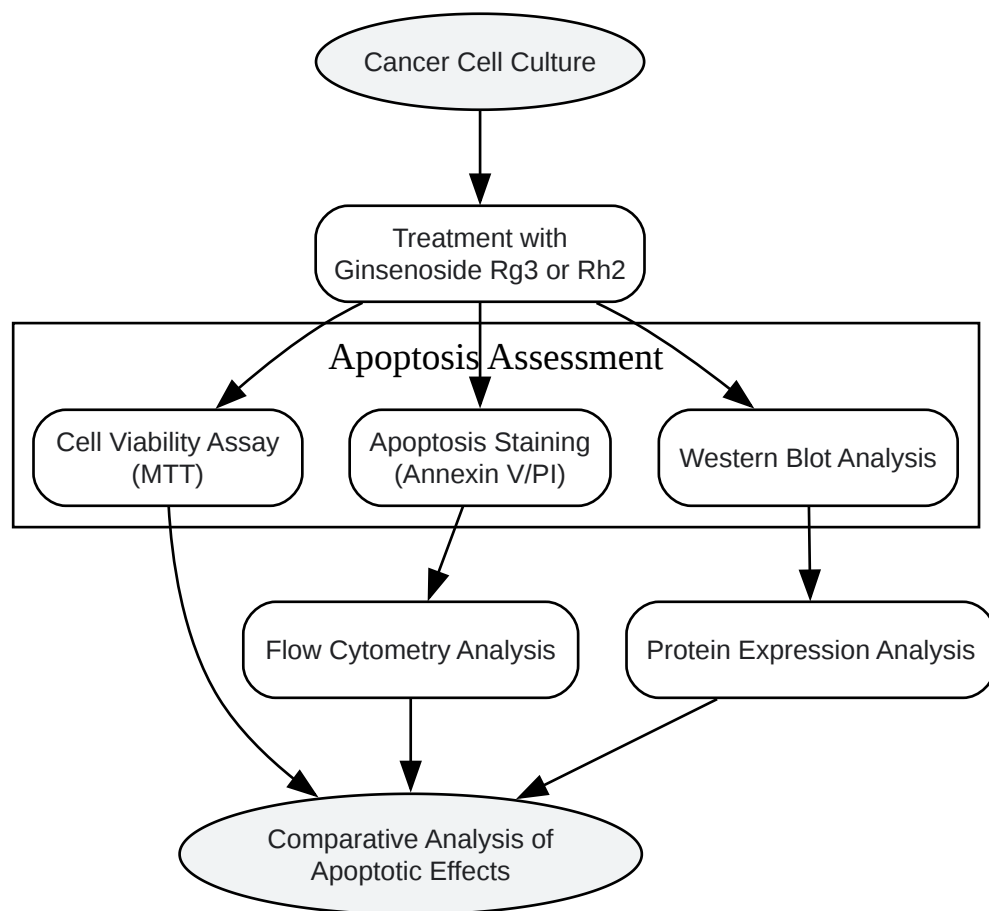 Cancer Cell Culture
Treatment with
Ginsenoside Rg3 or Rh2
Apoptosis Assessment
Cell Viability Assay
(MTT)
Apoptosis Staining
(Annexin V/PI)
Western Blot Analysis
Flow Cytometry Analysis
Protein Expression Analysis
Comparative Analysis of
Apoptotic Effects